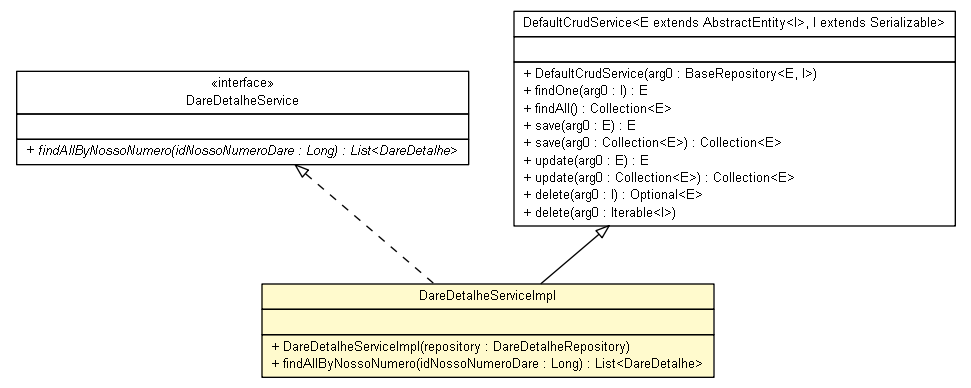 «interface»
DareDetalheService
+ findAllByNossoNumero(idNossoNumeroDare : Long) : List<DareDetalhe>
DefaultCrudService<E extends AbstractEntity<I>, I extends Serializable>
+ DefaultCrudService(arg0 : BaseRepository<E, I>)
+ findOne(arg0 : I) : E
+ findAll() : Collection<E>
+ save(arg0 : E) : E
+ save(arg0 : Collection<E>) : Collection<E>
+ update(arg0 : E) : E
+ update(arg0 : Collection<E>) : Collection<E>
+ delete(arg0 : I) : Optional<E>
+ delete(arg0 : Iterable<I>)
DareDetalheServiceImpl
+ DareDetalheServiceImpl(repository : DareDetalheRepository)
+ findAllByNossoNumero(idNossoNumeroDare : Long) : List<DareDetalhe>